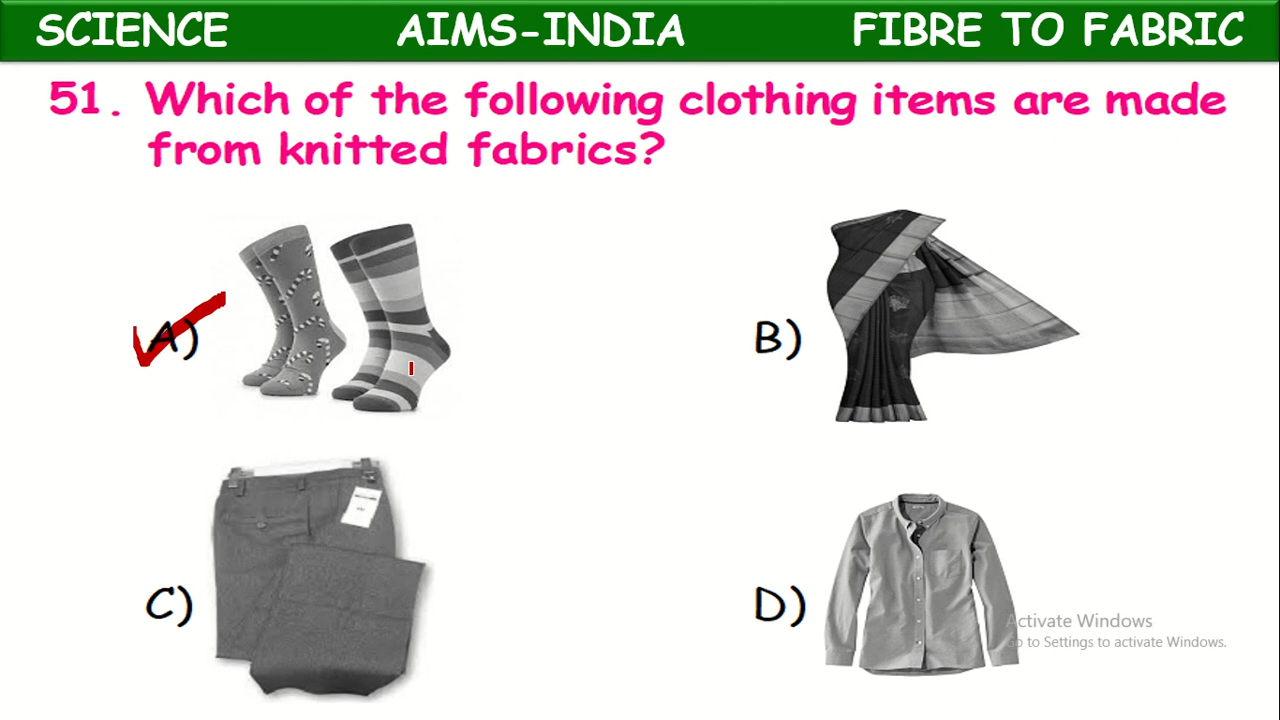 SCIENCE AIMS-INDIA FIBRE TO FABRIC
51. Which of the following clothing items are made
from knitted fabrics?
A)
B)
C)
D)
Activate Windows
Go to Settings to activate Windows.